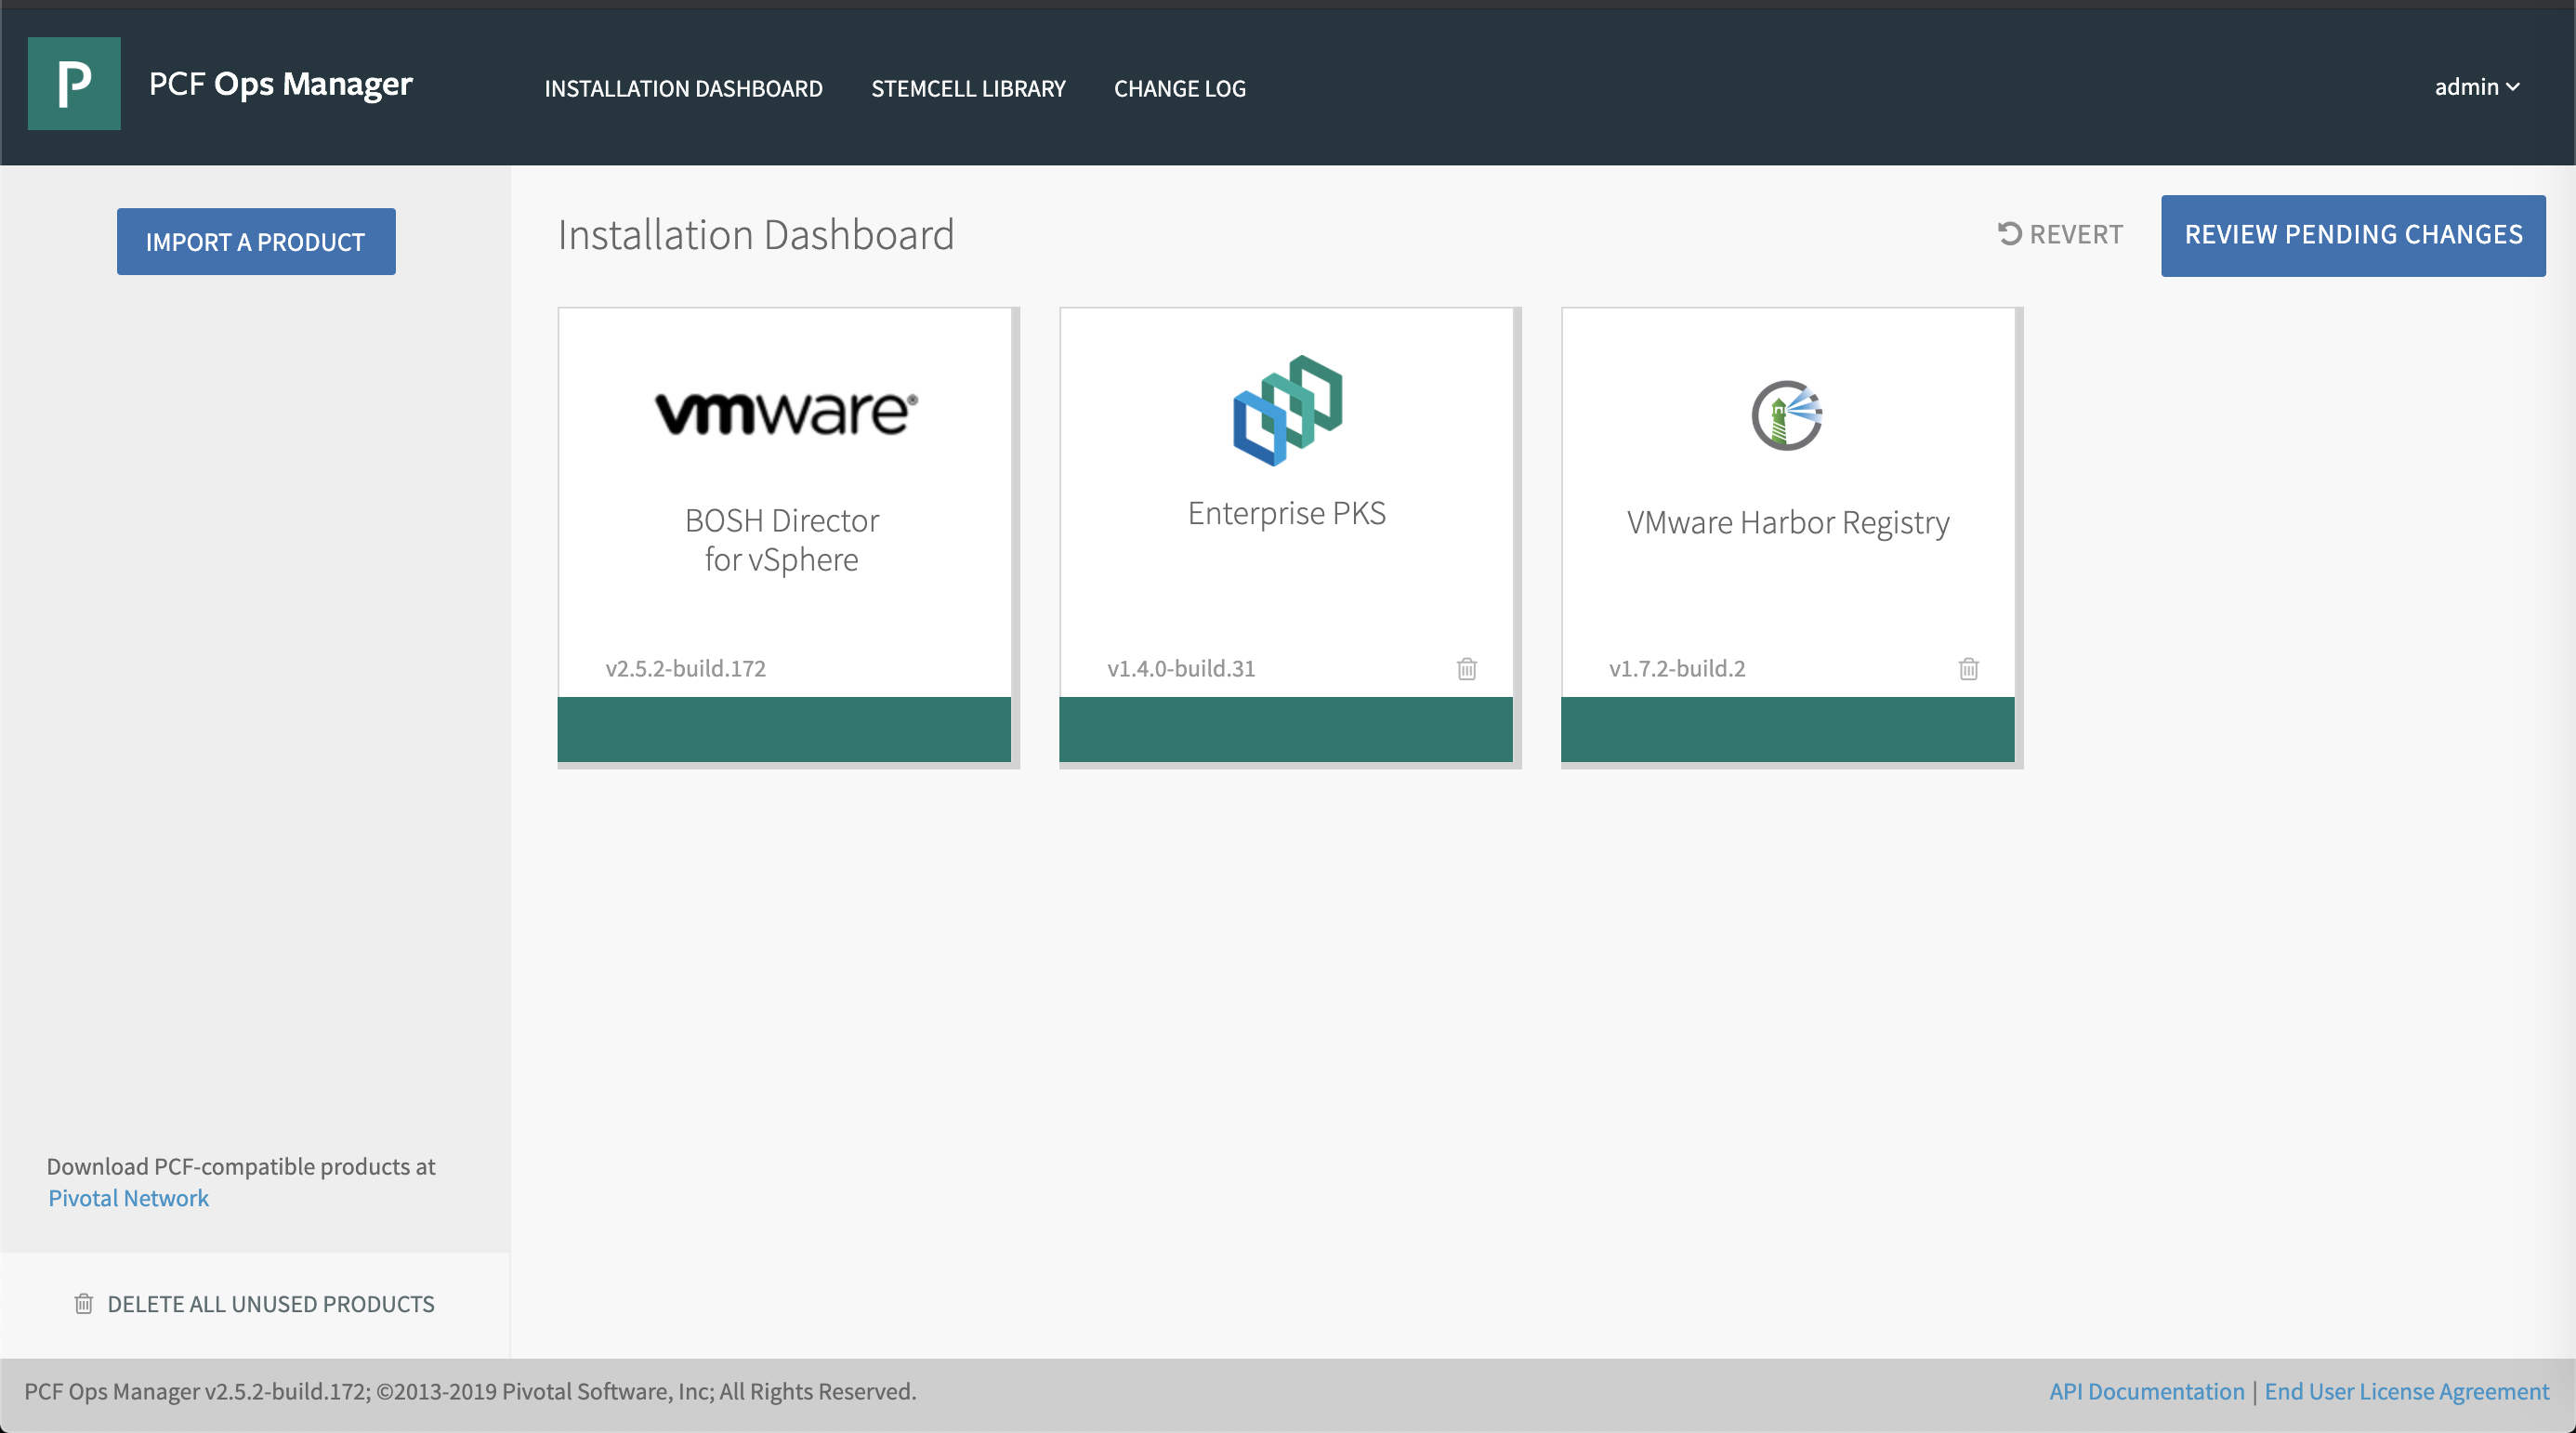 P
PCF Ops Manager
INSTALLATION DASHBOARD
STEMCELL LIBRARY
CHANGE LOG
admin
IMPORT A PRODUCT
Installation Dashboard
REVERT
REVIEW PENDING CHANGES
vmware®
BOSH Director
for vSphere
v2.5.2-build.172
Enterprise PKS
v1.4.0-build.31
VMware Harbor Registry
v1.7.2-build.2
Download PCF-compatible products at
Pivotal Network
DELETE ALL UNUSED PRODUCTS
PCF Ops Manager v2.5.2-build.172; ©2013-2019 Pivotal Software, Inc; All Rights Reserved.
API Documentation | End User License Agreement